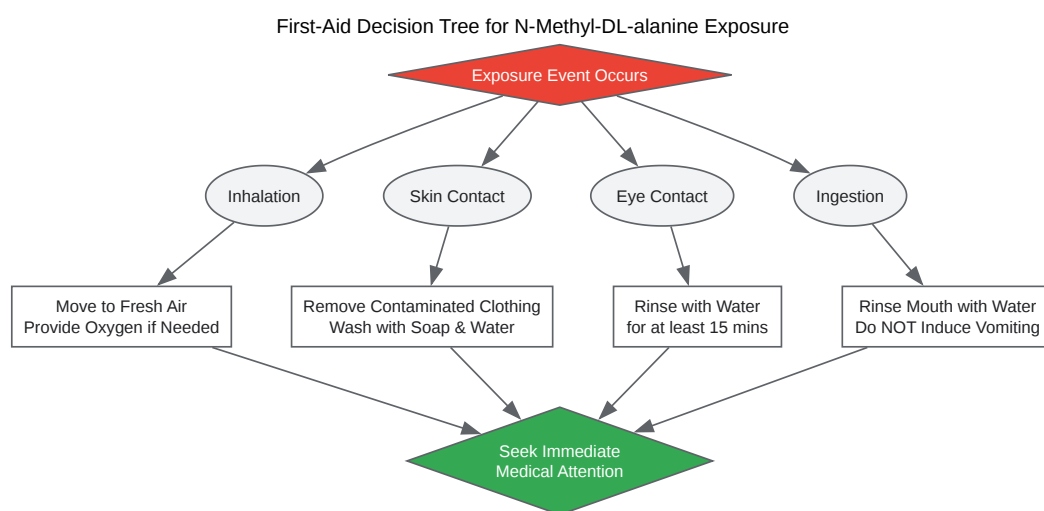 First-Aid Decision Tree for N-Methyl-DL-alanine Exposure
Exposure Event Occurs
Inhalation
Skin Contact
Eye Contact
Ingestion
Move to Fresh Air
Provide Oxygen if Needed
Remove Contaminated Clothing
Wash with Soap & Water
Rinse with Water
for at least 15 mins
Rinse Mouth with Water
Do NOT Induce Vomiting
Seek Immediate
Medical Attention